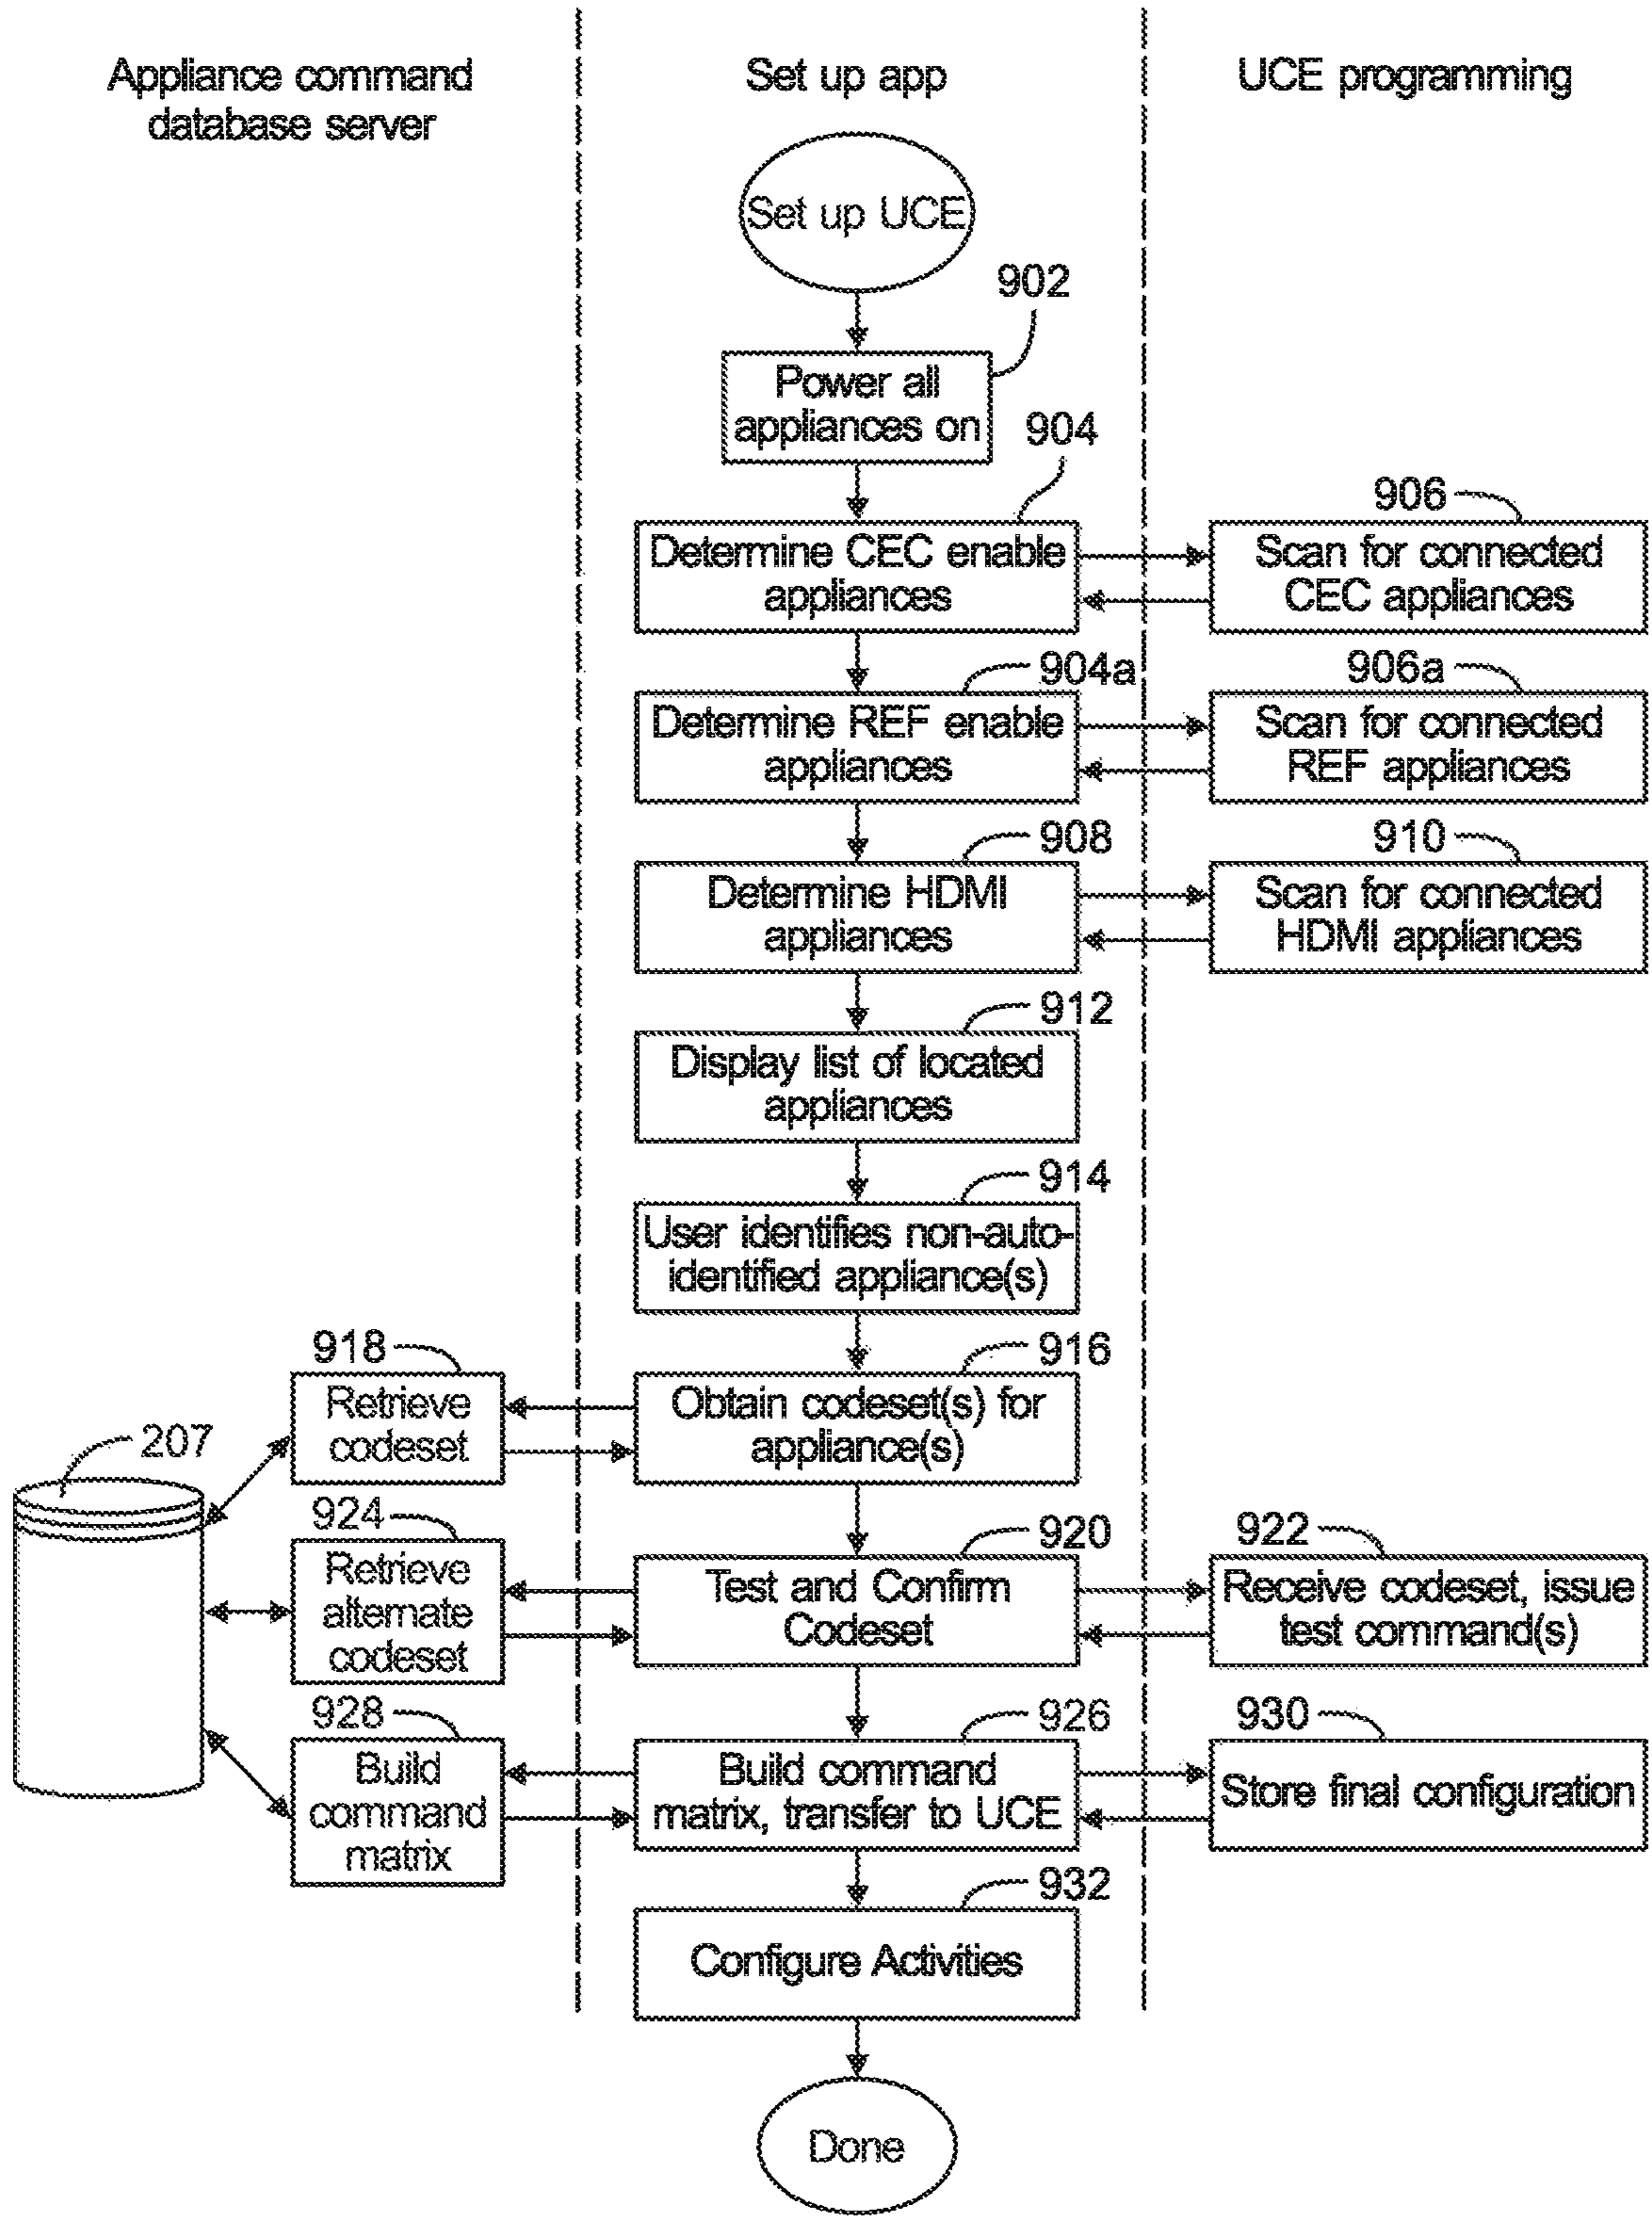 Appliance command
database server
Set up app
UCE programming
Set up UCE
902
Power all
appliances on
904
Determine CEC enable
appliances
906
Scan for connected
CEC appliances
904a
Determine REF enable
appliances
906a
Scan for connected
REF appliances
908
Determine HDMI
appliances
910
Scan for connected
HDMI appliances
912
Display list of located
appliances
914
User identifies non-auto-
identified appliance(s)
918
Retrieve
codeset
916
Obtain codeset(s) for
appliance(s)
207
924
Retrieve
alternate
codeset
920
Test and Confirm
Codeset
922
Receive codeset, issue
test command(s)
928
Build
command
matrix
926
Build command
matrix, transfer to UCE
930
Store final configuration
932
Configure Activities
Done